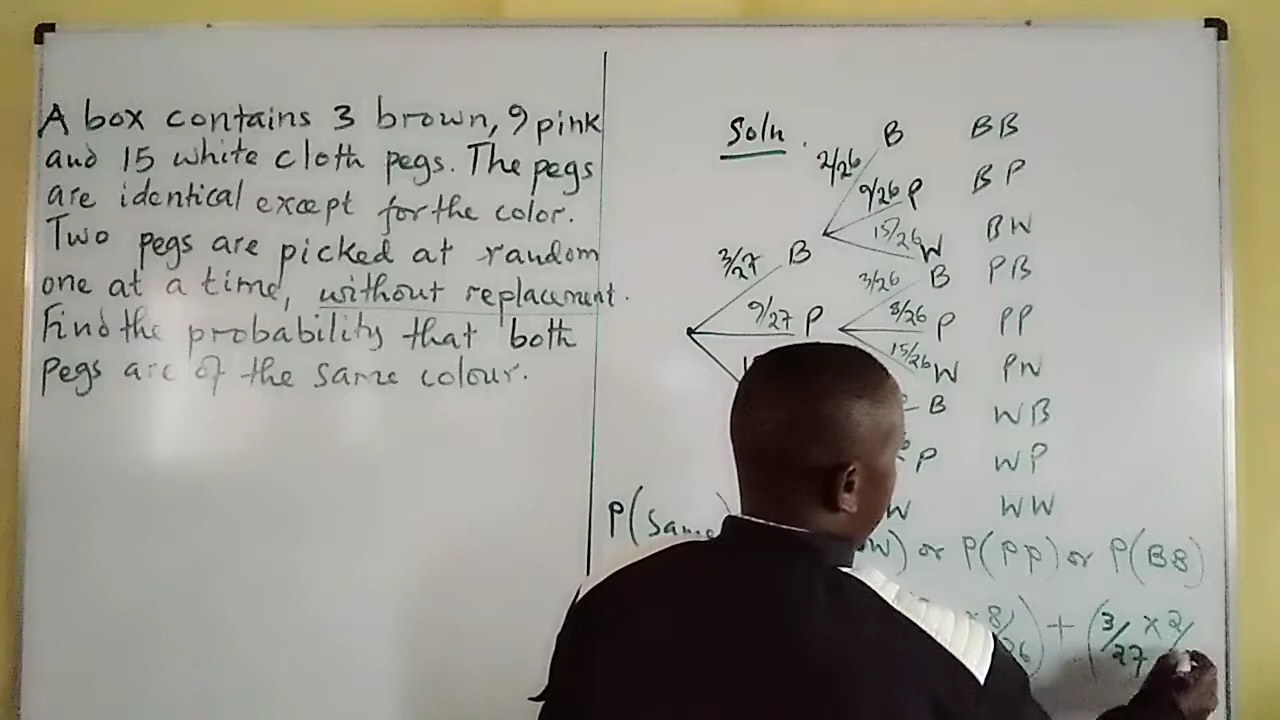 A box contains 3 brown, 9 pink
and 15 white cloth pegs. The pegs
are identical except for the color.
Two pegs are picked at random
one at a time, without replacement.
Find the probability that both
pegs are of the same colour.
Soln.
2/26 B BB
9/26 P BP
15/26 W BW
3/27 B
3/26 B PB
9/27 P
8/26 P PP
15/26 W PW
B WB
P WP
W WW
P(Same) W) or P(PP) or P(BB)
× 8/26) + (3/27 × 2/